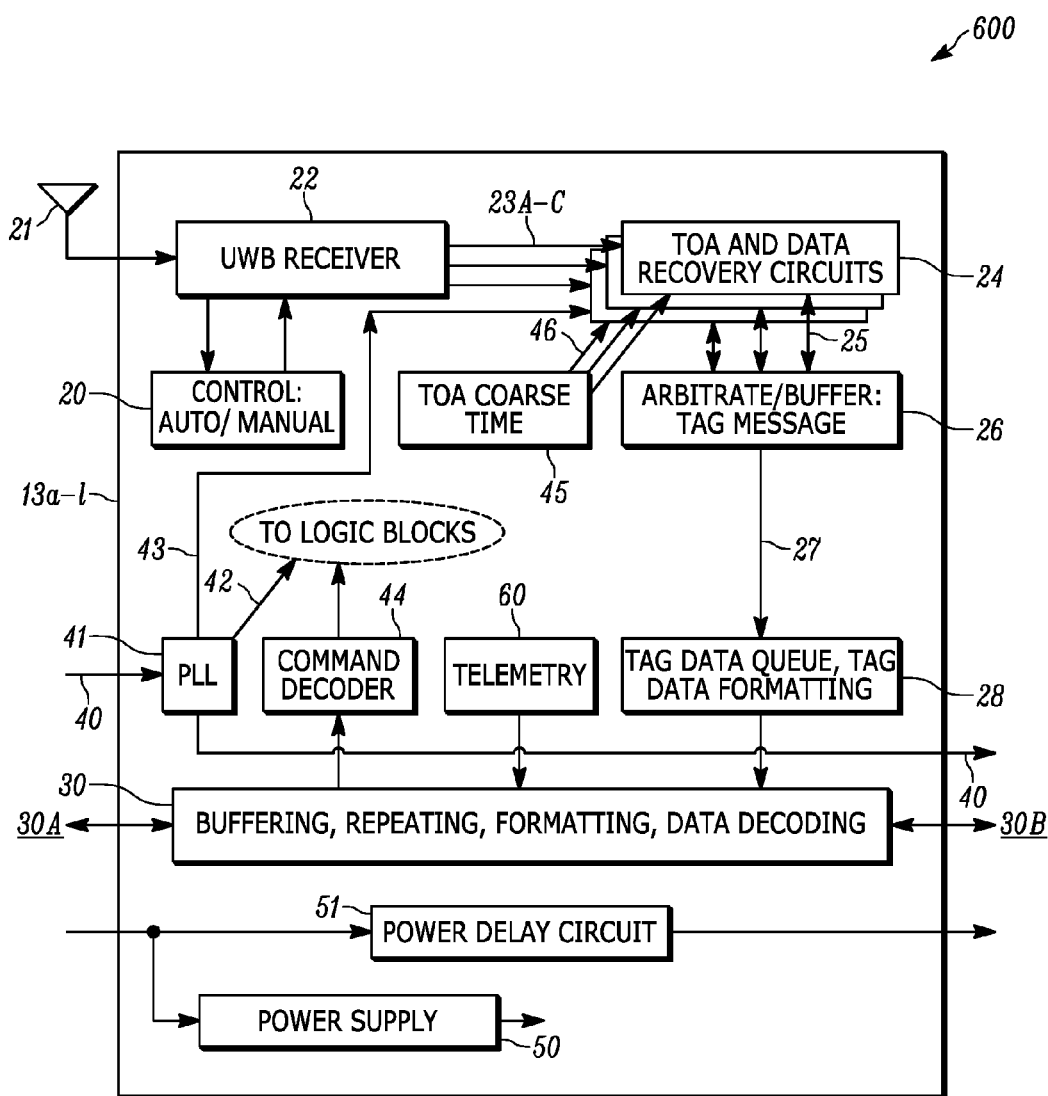 600
21
22
UWB RECEIVER
23A-C
TOA AND DATA
RECOVERY CIRCUITS
24
20
CONTROL:
AUTO/ MANUAL
46
TOA COARSE
TIME
45
25
ARBITRATE/BUFFER:
TAG MESSAGE
26
13a-l
43
TO LOGIC BLOCKS
42
27
41
PLL
40
44
COMMAND
DECODER
60
TELEMETRY
TAG DATA QUEUE, TAG
DATA FORMATTING
28
40
30
30A
BUFFERING, REPEATING, FORMATTING, DATA DECODING
30B
51
POWER DELAY CIRCUIT
POWER SUPPLY
50